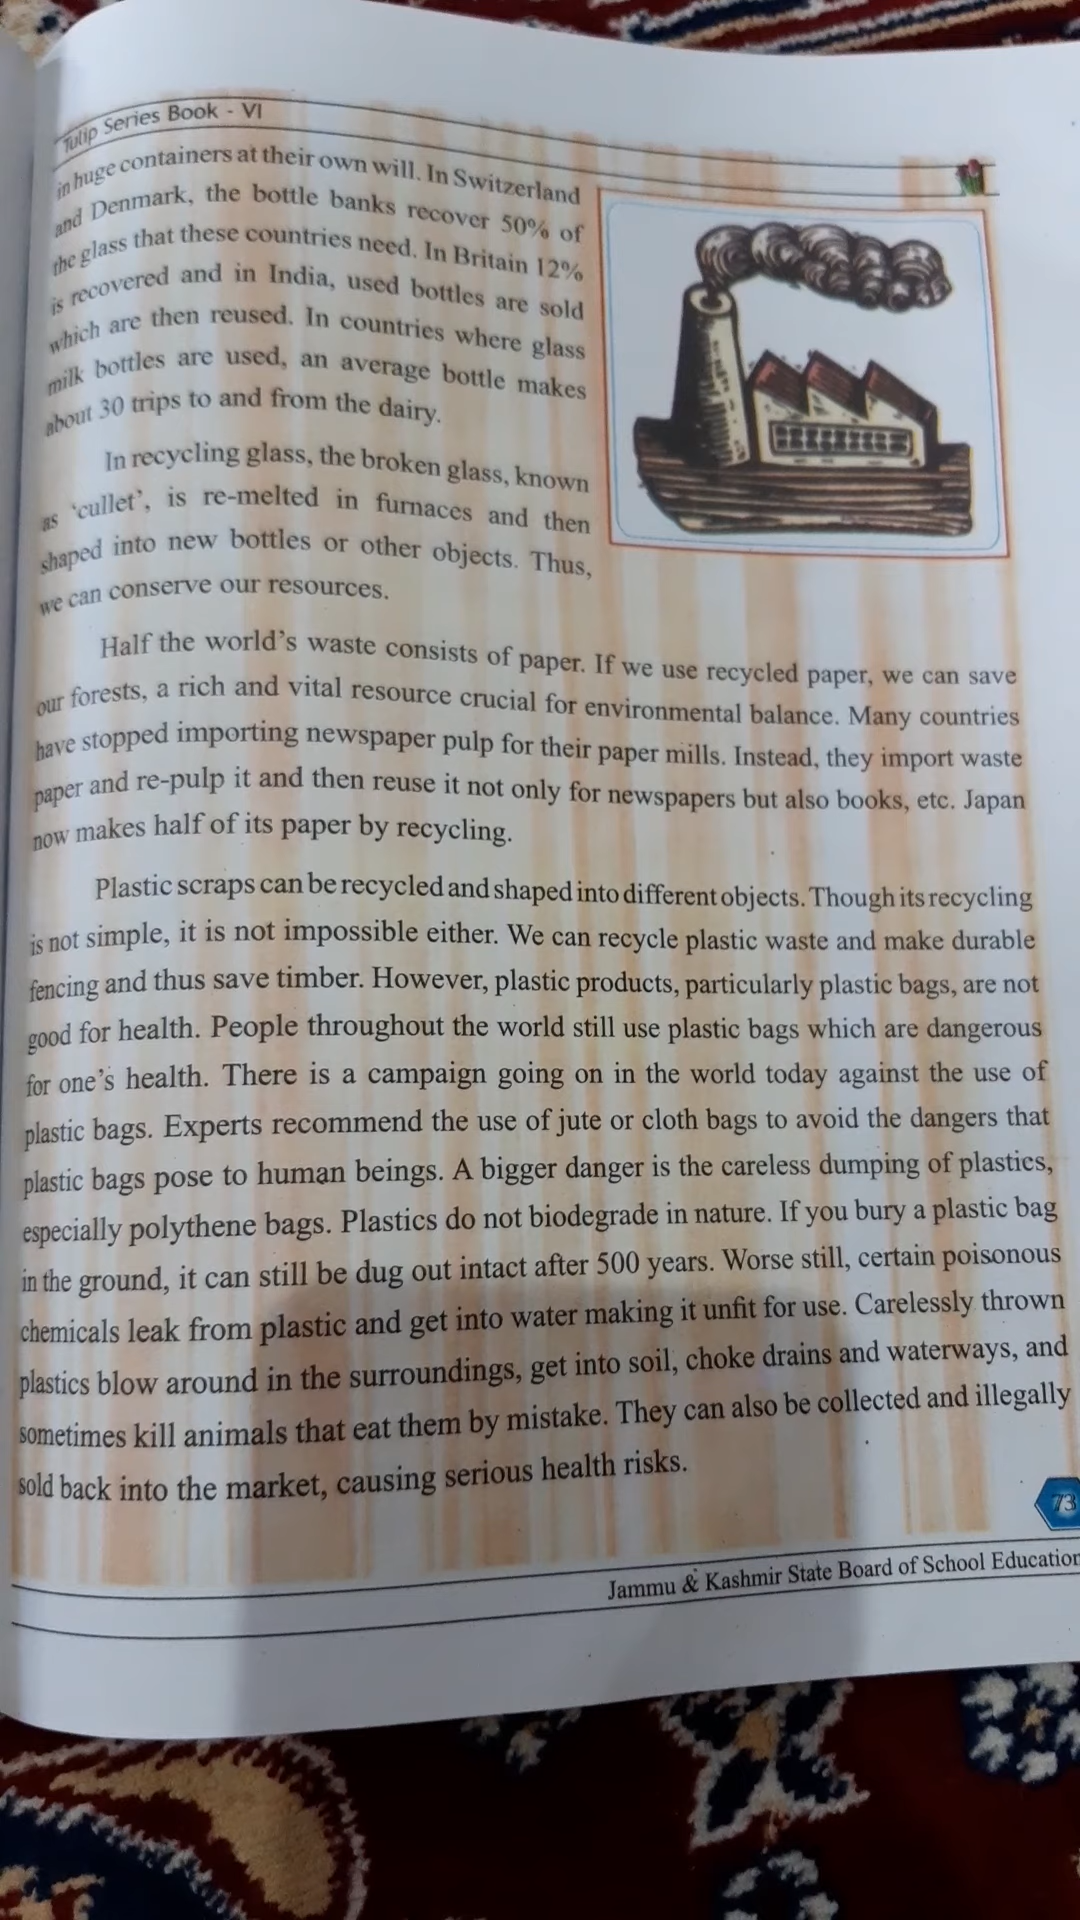 Tulip Series Book - VI
in huge containers at their own will. In Switzerland
and Denmark, the bottle banks recover 50% of
the glass that these countries need. In Britain 12%
is recovered and in India, used bottles are sold
which are then reused. In countries where glass
milk bottles are used, an average bottle makes
about 30 trips to and from the dairy.
In recycling glass, the broken glass, known
as ‘cullet’, is re-melted in furnaces and then
shaped into new bottles or other objects. Thus,
we can conserve our resources.
Half the world’s waste consists of paper. If we use recycled paper, we can save
our forests, a rich and vital resource crucial for environmental balance. Many countries
have stopped importing newspaper pulp for their paper mills. Instead, they import waste
paper and re-pulp it and then reuse it not only for newspapers but also books, etc. Japan
now makes half of its paper by recycling.
Plastic scraps can be recycled and shaped into different objects. Though its recycling
is not simple, it is not impossible either. We can recycle plastic waste and make durable
fencing and thus save timber. However, plastic products, particularly plastic bags, are not
good for health. People throughout the world still use plastic bags which are dangerous
for one’s health. There is a campaign going on in the world today against the use of
plastic bags. Experts recommend the use of jute or cloth bags to avoid the dangers that
plastic bags pose to human beings. A bigger danger is the careless dumping of plastics,
especially polythene bags. Plastics do not biodegrade in nature. If you bury a plastic bag
in the ground, it can still be dug out intact after 500 years. Worse still, certain poisonous
chemicals leak from plastic and get into water making it unfit for use. Carelessly thrown
plastics blow around in the surroundings, get into soil, choke drains and waterways, and
sometimes kill animals that eat them by mistake. They can also be collected and illegally
sold back into the market, causing serious health risks.
73
Jammu & Kashmir State Board of School Education